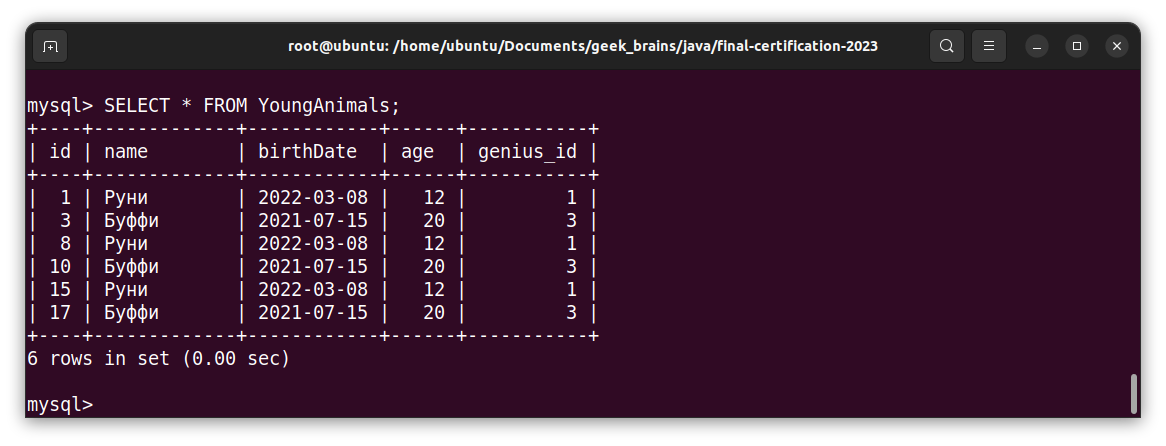 root@ubuntu: /home/ubuntu/Documents/geek_brains/java/final-certification-2023
mysql> SELECT * FROM YoungAnimals;
+----+-------------+------------+------+-----------+
| id | name        | birthDate  | age  | genius_id |
+----+-------------+------------+------+-----------+
|  1 | Руни        | 2022-03-08 |   12 |         1 |
|  3 | Буффи       | 2021-07-15 |   20 |         3 |
|  8 | Руни        | 2022-03-08 |   12 |         1 |
| 10 | Буффи       | 2021-07-15 |   20 |         3 |
| 15 | Руни        | 2022-03-08 |   12 |         1 |
| 17 | Буффи       | 2021-07-15 |   20 |         3 |
+----+-------------+------------+------+-----------+
6 rows in set (0.00 sec)
mysql>